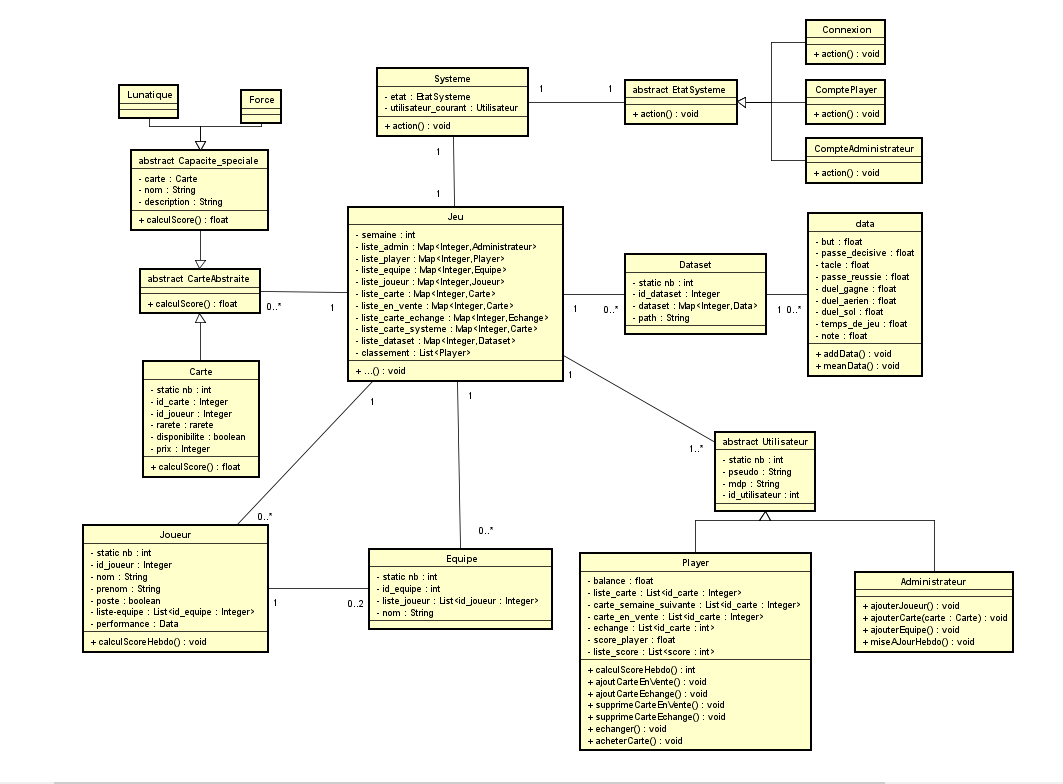 Connexion
+ action() : void
Systeme
- etat : EtatSysteme
- utilisateur_courant : Utilisateur
+ action() : void
1
1
abstract EtatSysteme
+ action() : void
ComptePlayer
+ action() : void
CompteAdministrateur
+ action() : void
Lunatique
Force
abstract Capacite_speciale
- carte : Carte
- nom : String
- description : String
+ calculScore() : float
1
1
Jeu
- semaine : int
- liste_admin : Map<Integer,Administrateur>
- liste_player : Map<Integer,Player>
- liste_equipe : Map<Integer,Equipe>
- liste_joueur : Map<Integer,Joueur>
- liste_carte : Map<Integer,Carte>
- liste_en_vente : Map<Integer,Carte>
- liste_carte_echange : Map<Integer,Echange>
- liste_carte_systeme : Map<Integer,Carte>
- liste_dataset : Map<Integer,Dataset>
- classement : List<Player>
+ ...() : void
abstract CarteAbstraite
+ calculScore() : float
0..*
1
Dataset
- static nb : int
- id_dataset : Integer
- dataset : Map<Integer,Data>
- path : String
1
0..*
1
0..*
data
- but : float
- passe_decisive : float
- tacle : float
- passe_reussie : float
- duel_gagne : float
- duel_aerien : float
- duel_sol : float
- temps_de_jeu : float
- note : float
+ addData() : void
+ meanData() : void
Carte
- static nb : int
- id_carte : Integer
- id_joueur : Integer
- rarete : rarete
- disponibilite : boolean
- prix : Integer
+ calculScore() : float
1
1
1
1..*
abstract Utilisateur
- static nb : int
- pseudo : String
- mdp : String
- id_utilisateur : int
0..*
0..*
Joueur
- static nb : int
- id_joueur : Integer
- nom : String
- prenom : String
- poste : boolean
- liste-equipe : List<id_equipe : Integer>
- performance : Data
+ calculScoreHebdo() : void
1
0..2
Equipe
- static nb : int
- id_equipe : int
- liste_joueur : List<id_joueur : Integer>
- nom : String
Player
- balance : float
- liste_carte : List<id_carte : Integer>
- carte_semaine_suivante : List<id_carte : Integer>
- carte_en_vente : List<id_carte : Integer>
- echange : List<id_carte : int>
- score_player : float
- liste_score : List<score : int>
+ calculScoreHebdo() : int
+ ajoutCarteEnVente() : void
+ ajoutCarteEchange() : void
+ supprimeCarteEnVente() : void
+ supprimeCarteEchange() : void
+ echanger() : void
+ acheterCarte() : void
Administrateur
+ ajouterJoueur() : void
+ ajouterCarte(carte : Carte) : void
+ ajouterEquipe() : void
+ miseAJourHebdo() : void